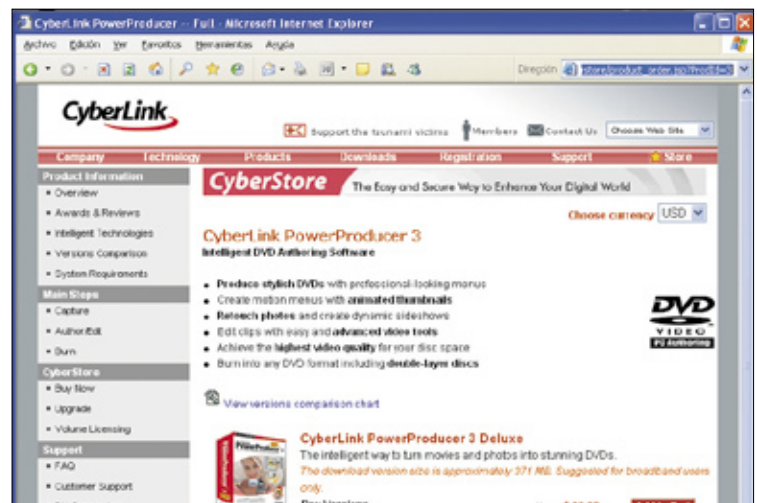 CyberLink PowerProducer -- Full - Microsoft Internet Explorer
Archivo Edición Ver Favoritos Herramientas Ayuda
Dirección
CyberLink
Support the tsunami victims Members Contact Us Choose Web Site
Company Technology Products Downloads Registration Support Store
Product Information
• Overview
• Awards & Reviews
• Intelligent Technologies
• Versions Comparison
• System Requirements
Main Steps
• Capture
• Author/Edit
• Burn
CyberStore
• Buy Now
• Upgrade
• Volume Licensing
Support
• FAQ
• Customer Support
CyberStore The Easy and Secure Way to Enhance Your Digital World
Choose currency USD
CyberLink PowerProducer 3
Intelligent DVD Authoring Software
• Produce stylish DVDs with professional-looking menus
• Create motion menus with animated thumbnails
• Retouch photos and create dynamic sideshows
• Edit clips with easy and advanced video tools
• Achieve the highest video quality for your disc space
• Burn into any DVD format including double-layer discs
DVD
VIDEO
PC Authoring
View versions comparison chart
PowerProducer
CyberLink PowerProducer 3 Deluxe
The intelligent way to turn movies and photos into stunning DVDs.
The download version size is approximately 371 MB. Suggested for broadband users
only.